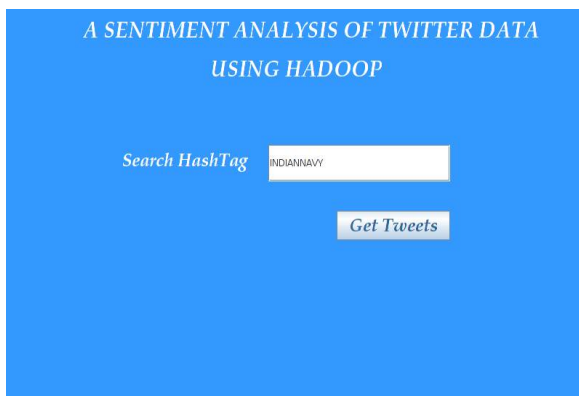 A SENTIMENT ANALYSIS OF TWITTER DATA
USING HADOOP
Search HashTag INDIANNAVY
Get Tweets